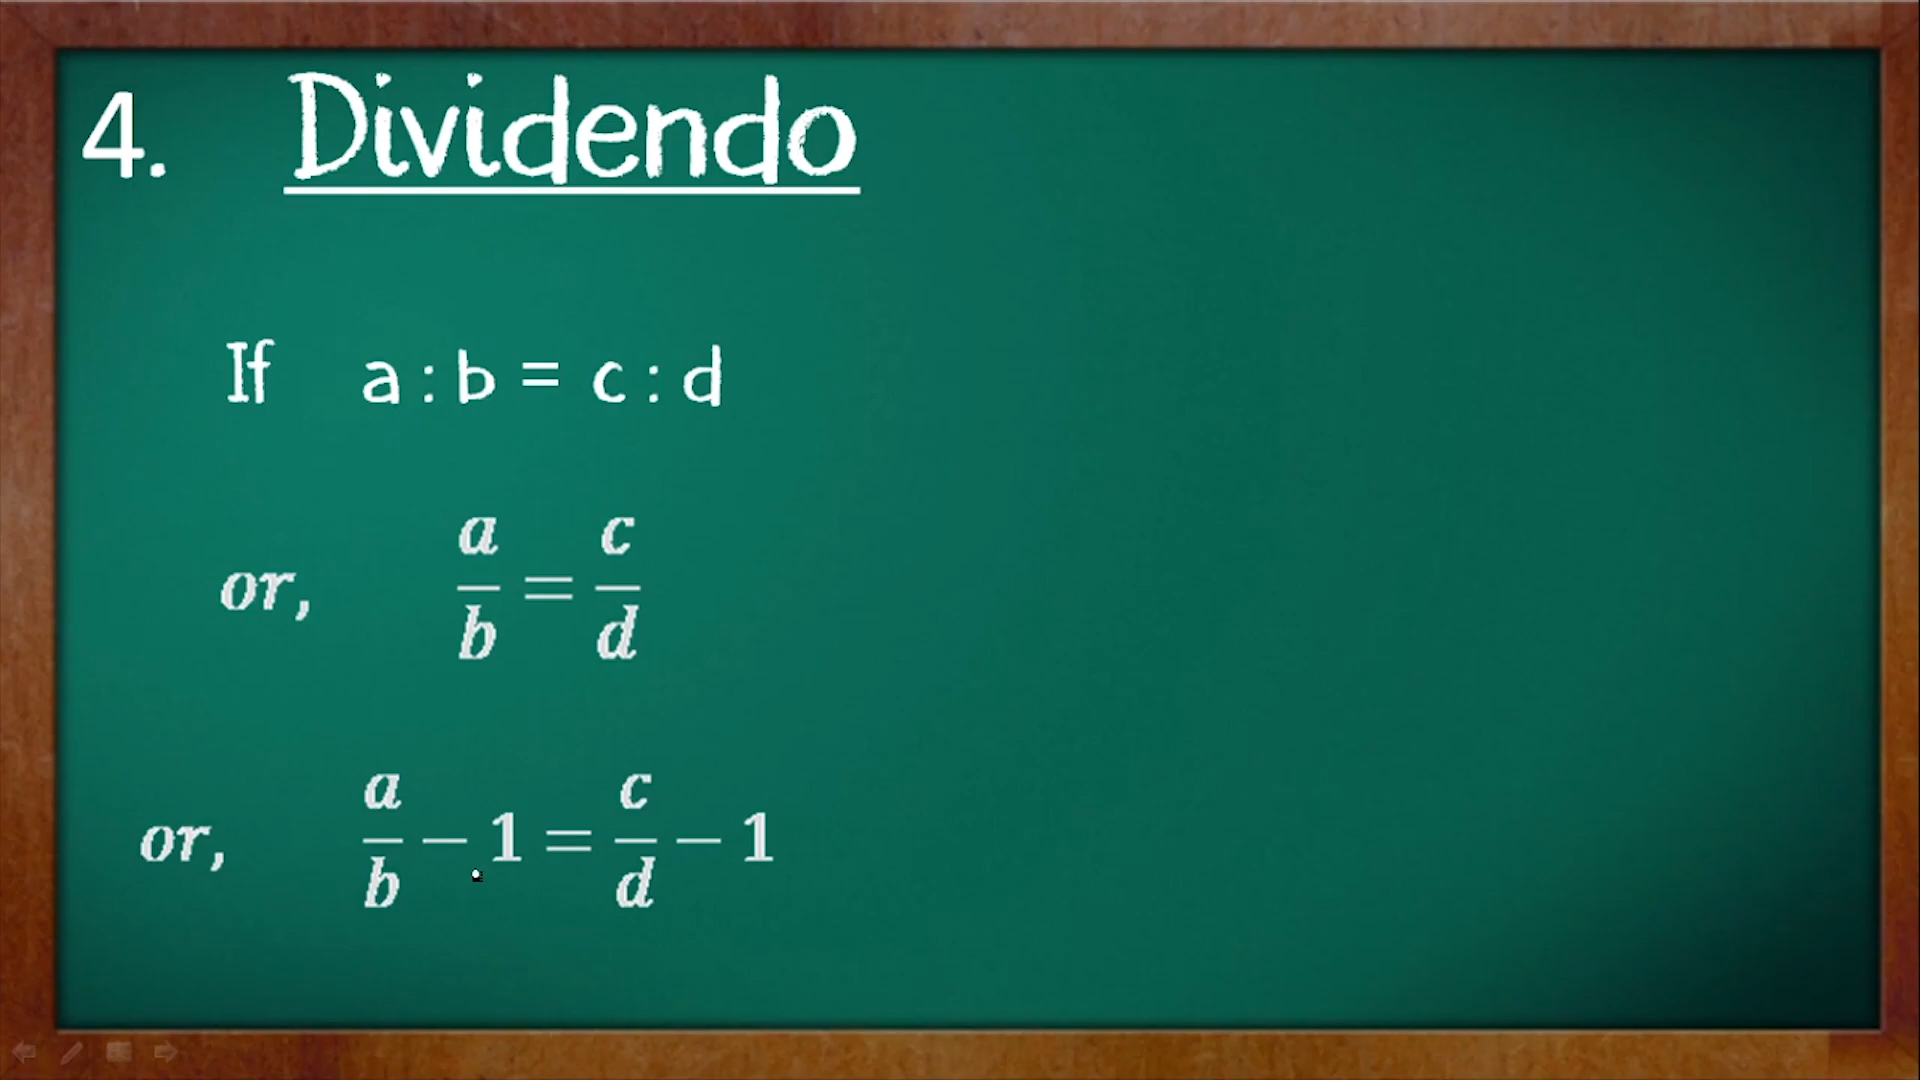 4. Dividendo
If a : b = c : d
or, a/b = c/d
or, a/b − 1 = c/d − 1